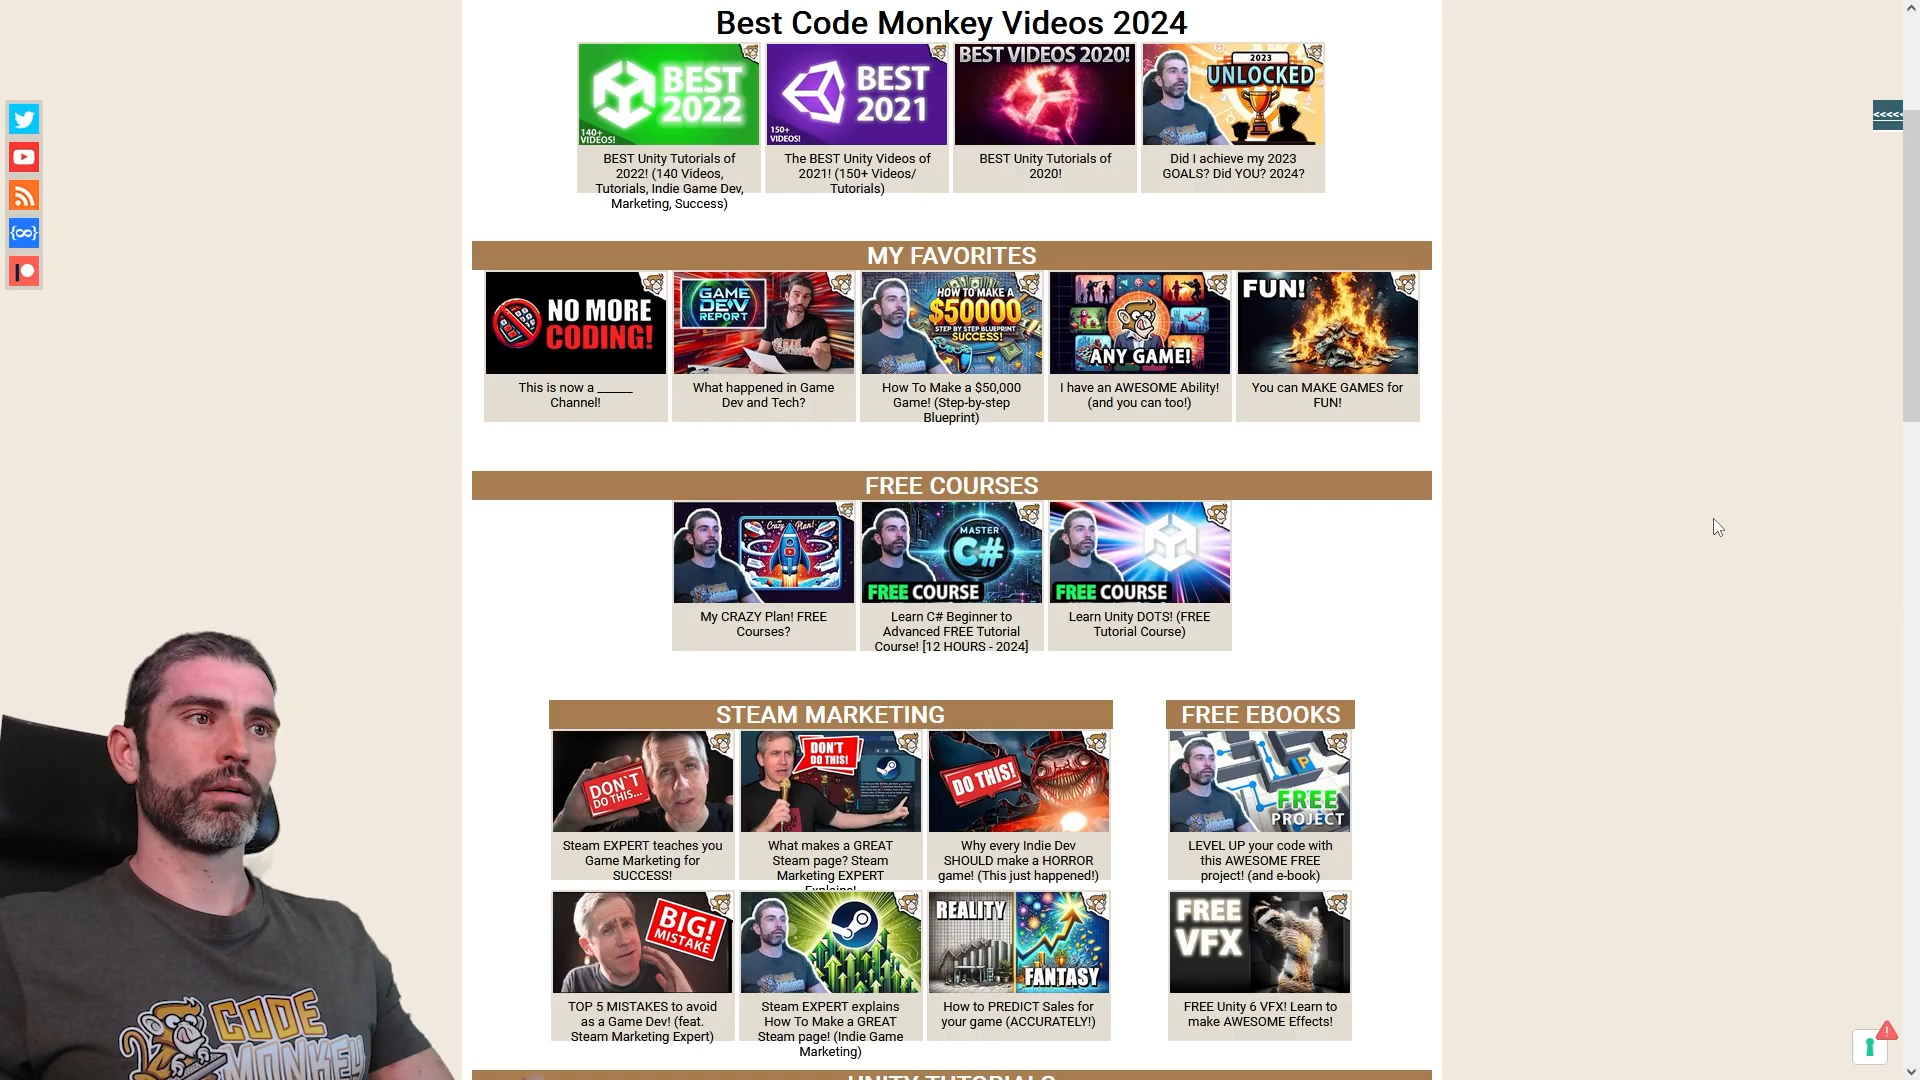 Best Code Monkey Videos 2024
BEST
2022
140+
VIDEOS!
BEST
2021
150+
VIDEOS!
BEST VIDEOS 2020!
2023
UNLOCKED
BEST Unity Tutorials of
2022! (140 Videos,
Tutorials, Indie Game Dev,
Marketing, Success)
The BEST Unity Videos of
2021! (150+ Videos/
Tutorials)
BEST Unity Tutorials of
2020!
Did I achieve my 2023
GOALS? Did YOU? 2024?
<<<<<
MY FAVORITES
NO MORE
CODING!
GAME
DEV
REPORT
HOW TO MAKE A
$50000
STEP BY STEP BLUEPRINT
SUCCESS!
ANY GAME!
FUN!
This is now a ______
Channel!
What happened in Game
Dev and Tech?
How To Make a $50,000
Game! (Step-by-step
Blueprint)
I have an AWESOME Ability!
(and you can too!)
You can MAKE GAMES for
FUN!
FREE COURSES
Crazy Plan!
MASTER
C#
FREE COURSE
FREE COURSE
My CRAZY Plan! FREE
Courses?
Learn C# Beginner to
Advanced FREE Tutorial
Course! [12 HOURS - 2024]
Learn Unity DOTS! (FREE
Tutorial Course)
STEAM MARKETING
DON'T
DO THIS...
DON'T
DO THIS!
DO THIS!
Steam EXPERT teaches you
Game Marketing for
SUCCESS!
What makes a GREAT
Steam page? Steam
Marketing EXPERT
Explains!
Why every Indie Dev
SHOULD make a HORROR
game! (This just happened!)
BIG!
MISTAKE
REALITY
FANTASY
TOP 5 MISTAKES to avoid
as a Game Dev! (feat.
Steam Marketing Expert)
Steam EXPERT explains
How To Make a GREAT
Steam page! (Indie Game
Marketing)
How to PREDICT Sales for
your game (ACCURATELY!)
FREE EBOOKS
P
FREE
PROJECT
LEVEL UP your code with
this AWESOME FREE
project! (and e-book)
FREE
VFX
FREE Unity 6 VFX! Learn to
make AWESOME Effects!
UNITY TUTORIALS
CODE
MONKEY